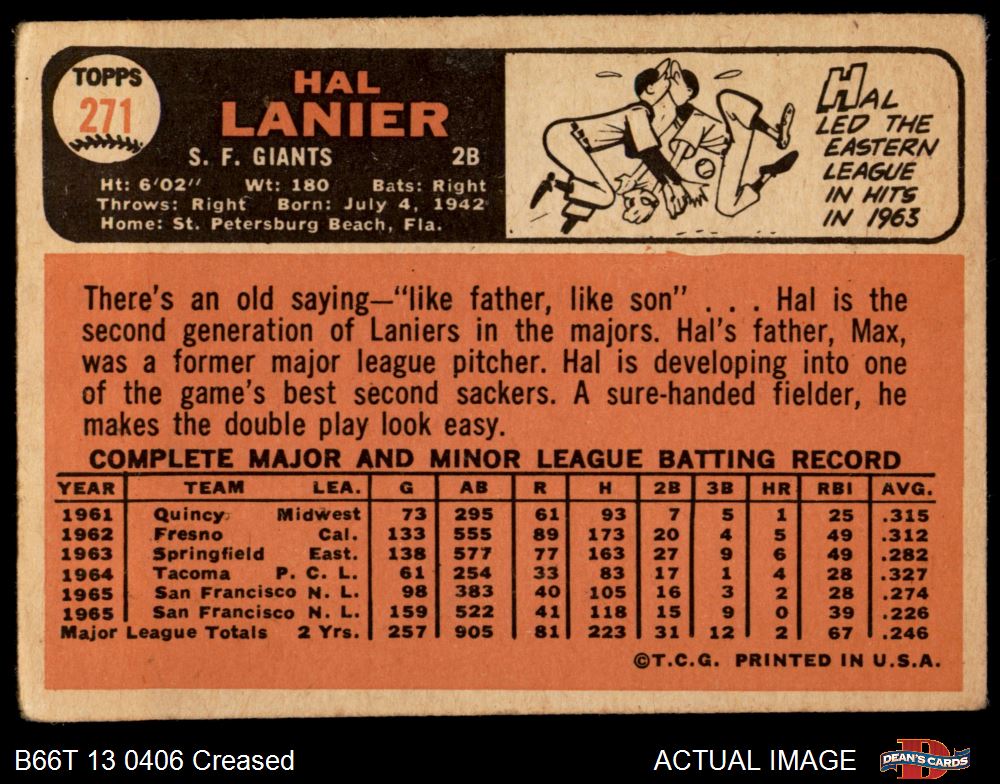 TOPPS
271
HAL
LANIER
S. F. GIANTS 2B
Ht: 6'02" Wt: 180 Bats: Right
Throws: Right Born: July 4, 1942
Home: St. Petersburg Beach, Fla.
HAL
LED THE
EASTERN
LEAGUE
IN HITS
IN 1963
There's an old saying—"like father, like son" . . . Hal is the
second generation of Laniers in the majors. Hal's father, Max,
was a former major league pitcher. Hal is developing into one
of the game's best second sackers. A sure-handed fielder, he
makes the double play look easy.
COMPLETE MAJOR AND MINOR LEAGUE BATTING RECORD
YEAR TEAM LEA. G AB R H 2B 3B HR RBI AVG.
1961 Quincy Midwest 73 295 61 93 7 5 1 25 .315
1962 Fresno Cal. 133 555 89 173 20 4 5 49 .312
1963 Springfield East. 138 577 77 163 27 9 6 49 .282
1964 Tacoma P. C. L. 61 254 33 83 17 1 4 28 .327
1965 San Francisco N. L. 98 383 40 105 16 3 2 28 .274
1965 San Francisco N. L. 159 522 41 118 15 9 0 39 .226
Major League Totals 2 Yrs. 257 905 81 223 31 12 2 67 .246
©T.C.G. PRINTED IN U.S.A.
B66T 13 0406 Creased ACTUAL IMAGE
D
DEAN'S CARDS